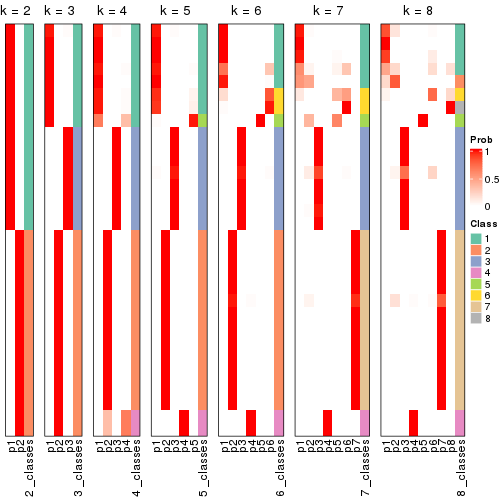 k = 2
k = 3
k = 4
k = 5
k = 6
k = 7
k = 8
Prob
1
0.5
0
Class
1
2
3
4
5
6
7
8
p1
p2
2_classes
p1
p2
p3
3_classes
p1
p2
p3
p4
4_classes
p1
p2
p3
p4
p5
5_classes
p1
p2
p3
p4
p5
p6
6_classes
p1
p2
p3
p4
p5
p6
p7
7_classes
p1
p2
p3
p4
p5
p6
p7
p8
8_classes